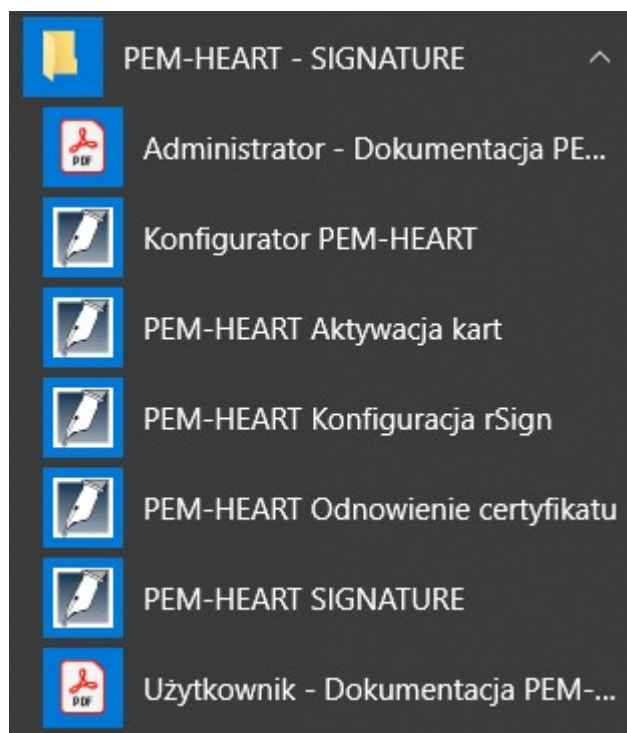 PEM-HEART - SIGNATURE
PDF
Administrator - Dokumentacja PE...
Konfigurator PEM-HEART
PEM-HEART Aktywacja kart
PEM-HEART Konfiguracja rSign
PEM-HEART Odnowienie certyfikatu
PEM-HEART SIGNATURE
PDF
Użytkownik - Dokumentacja PEM-...